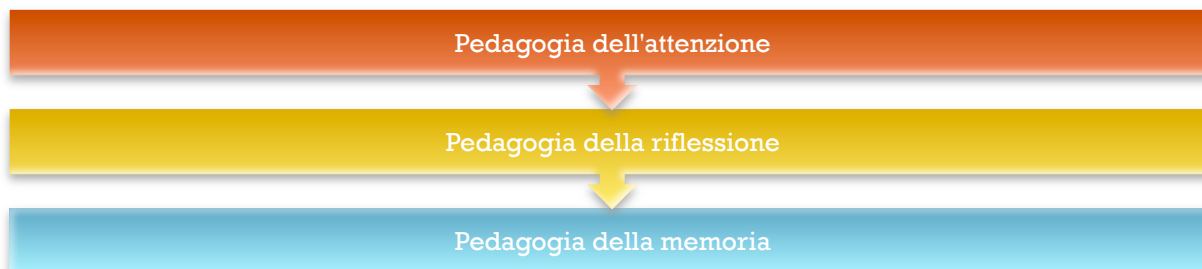 Pedagogia dell'attenzione
Pedagogia della riflessione
Pedagogia della memoria